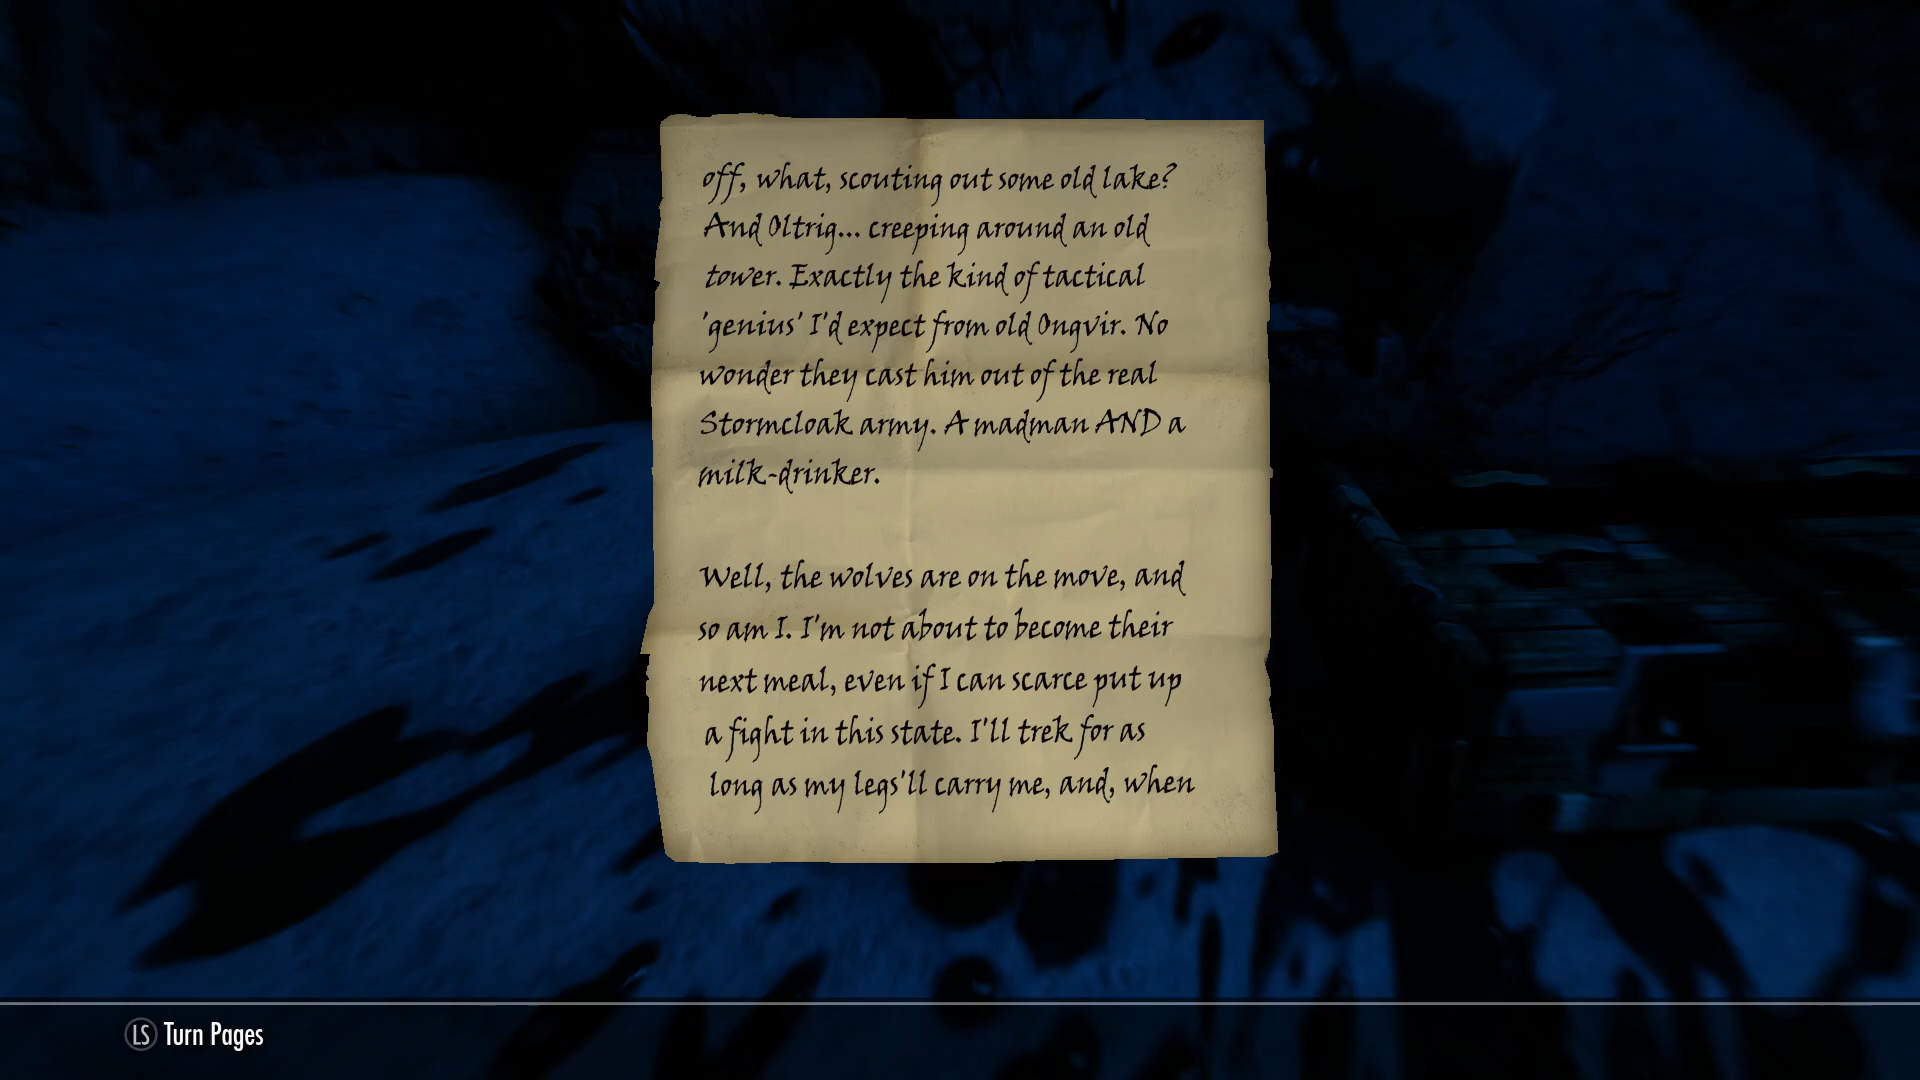 off, what, scouting out some old lake?
And Oltrig... creeping around an old
tower. Exactly the kind of tactical
'genius' I'd expect from old Ongvir. No
wonder they cast him out of the real
Stormcloak army. A madman AND a
milk-drinker.
Well, the wolves are on the move, and
so am I. I'm not about to become their
next meal, even if I can scarce put up
a fight in this state. I'll trek for as
long as my legs'll carry me, and, when
LS Turn Pages